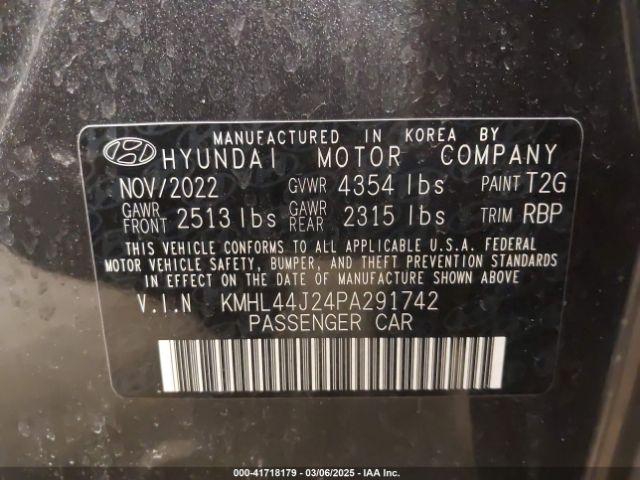 MANUFACTURED IN KOREA BY
HYUNDAI MOTOR COMPANY
NOV/2022 GVWR 4354 lbs PAINT T2G
GAWR FRONT 2513 lbs GAWR REAR 2315 lbs TRIM RBP
THIS VEHICLE CONFORMS TO ALL APPLICABLE U.S.A. FEDERAL
MOTOR VEHICLE SAFETY, BUMPER, AND THEFT PREVENTION STANDARDS
IN EFFECT ON THE DATE OF MANUFACTURE SHOWN ABOVE
V.I.N KMHL44J24PA291742
PASSENGER CAR
000-41718179 — 03/06/2025 — IAA Inc.